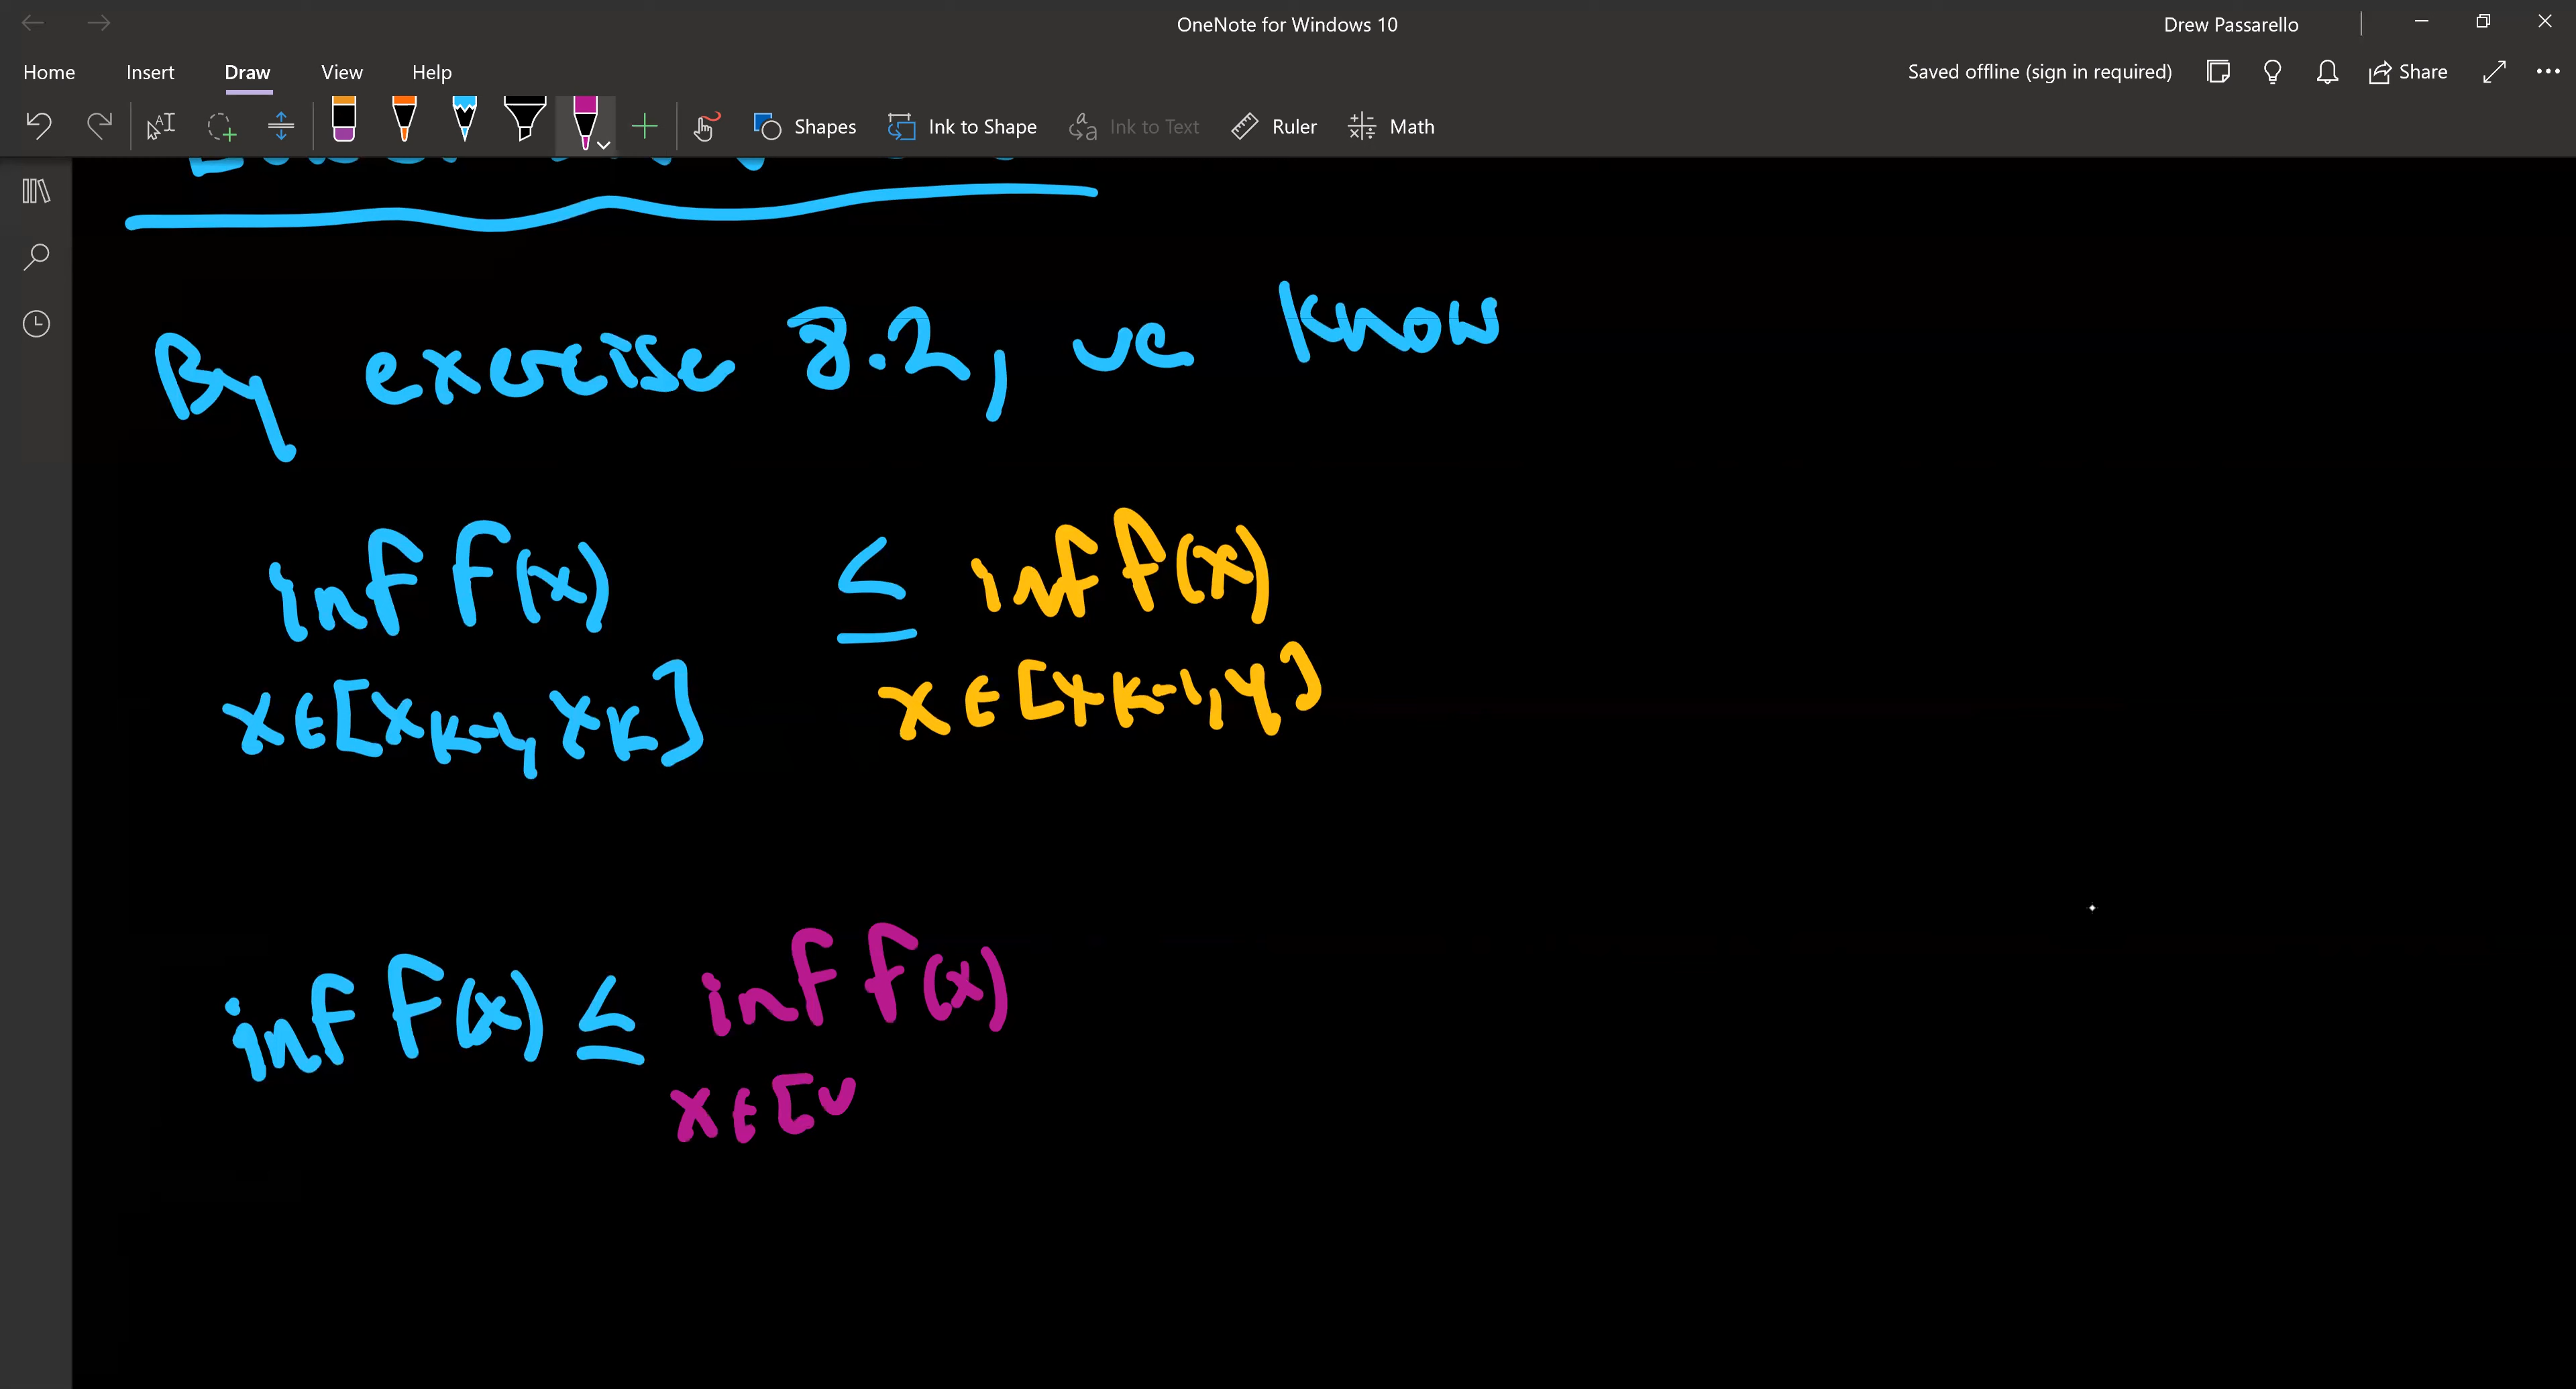 OneNote for Windows 10
Drew Passarello
Home Insert Draw View Help
Saved offline (sign in required) Share
Shapes Ink to Shape Ink to Text Ruler Math
By exercise 8.2, we know
inf f(x) ≤ inf f(x)
x∈[xₖ₋₁, xₖ] x∈[xₖ₋₁, y]
inf f(x) ≤ inf f(x)
x∈[